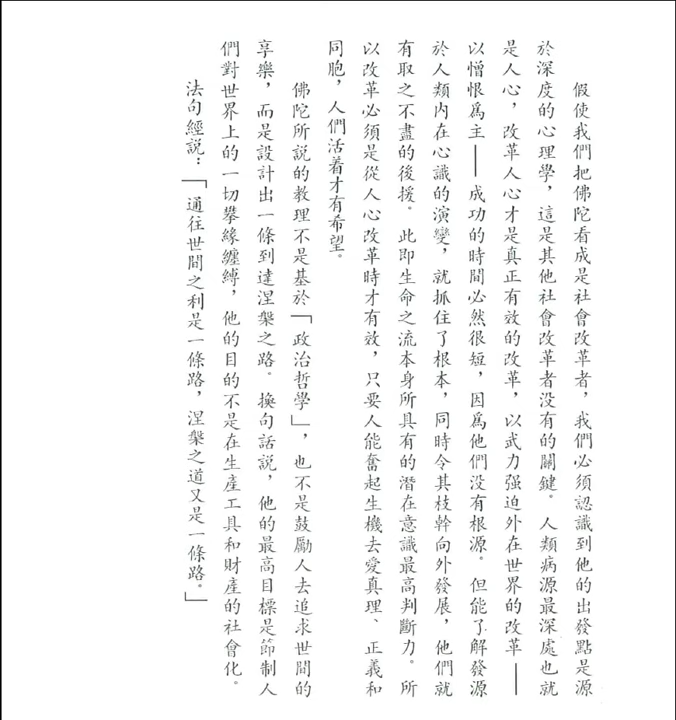 假使我們把佛陀看成是社會改革者，我們必須認識到他的出發點是源
於深度的心理學，這是其他社會改革者没有的關鍵。人類病源最深處也就
是人心，改革人心才是真正有效的改革，以武力强迫外在世界的改革——
以憎恨爲主——成功的時間必然很短，因爲他們没有根源。但能了解發源
於人類内在心識的演變，就抓住了根本，同時令其枝幹向外發展，他們就
有取之不盡的後援。此即生命之流本身所具有的潛在意識最高判斷力。所
以改革必須是從人心改革時才有效，只要人能奮起生機去愛真理、正義和
同胞，人們活着才有希望。
佛陀所説的教理不是基於「政治哲學」，也不是鼓勵人去追求世間的
享樂，而是設計出一條到達涅槃之路。換句話説，他的最高目標是節制人
們對世界上的一切攀緣纏縛，他的目的不是在生產工具和財產的社會化。
法句經説：「通往世間之利是一條路，涅槃之道又是一條路。」